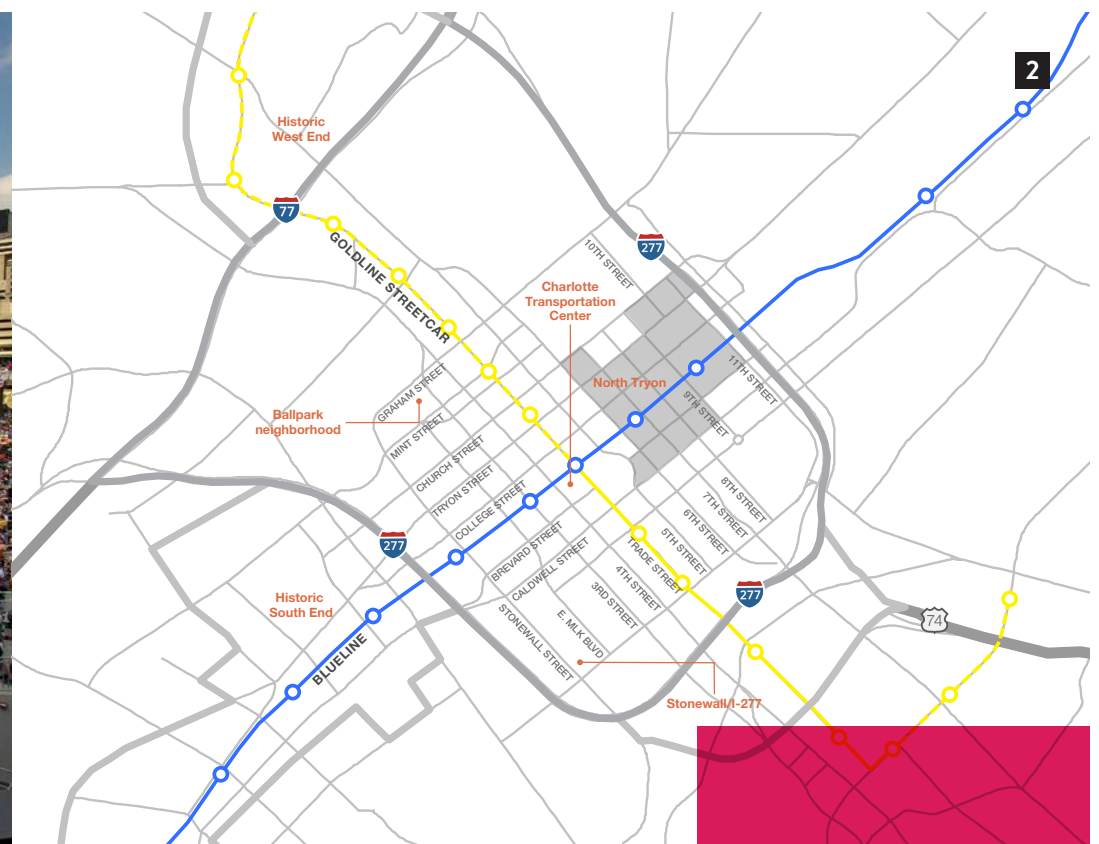 2
Historic
West End
77
277
GOLDLINE STREETCAR
10TH STREET
Charlotte
Transportation
Center
North Tryon
11TH STREET
9TH STREET
GRAHAM STREET
Ballpark
neighborhood
MINT STREET
CHURCH STREET
TRYON STREET
COLLEGE STREET
8TH STREET
7TH STREET
6TH STREET
5TH STREET
TRADE STREET
4TH STREET
3RD STREET
E. MLK BLVD
BREVARD STREET
CALDWELL STREET
STONEWALL STREET
277
277
74
Historic
South End
BLUELINE
Stonewall/I-277